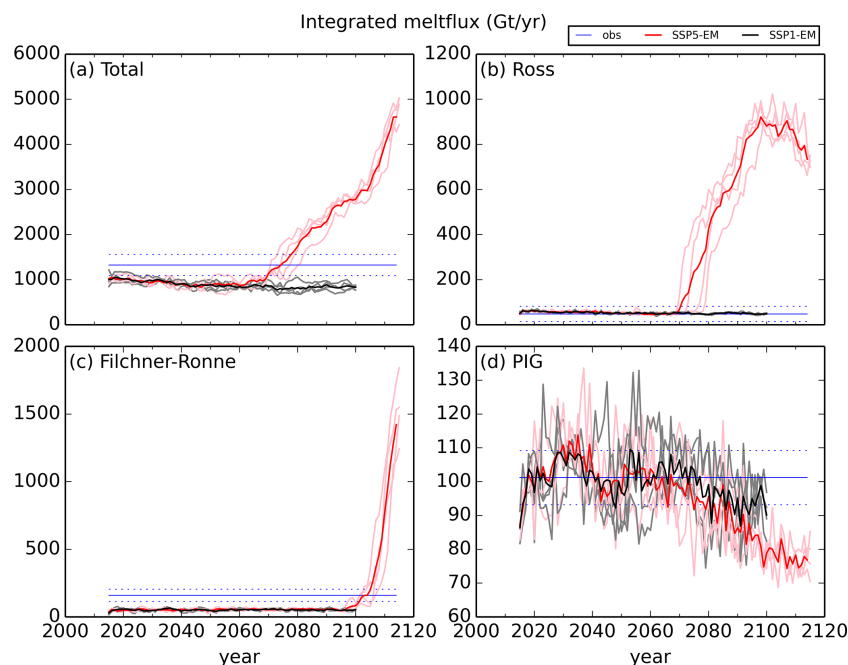 Integrated meltflux (Gt/yr)
obs SSP5-EM SSP1-EM
(a) Total
6000
5000
4000
3000
2000
1000
0
(b) Ross
1200
1000
800
600
400
200
0
(c) Filchner-Ronne
2000
1500
1000
500
0
2000 2020 2040 2060 2080 2100 2120
year
(d) PIG
140
130
120
110
100
90
80
70
60
2000 2020 2040 2060 2080 2100 2120
year